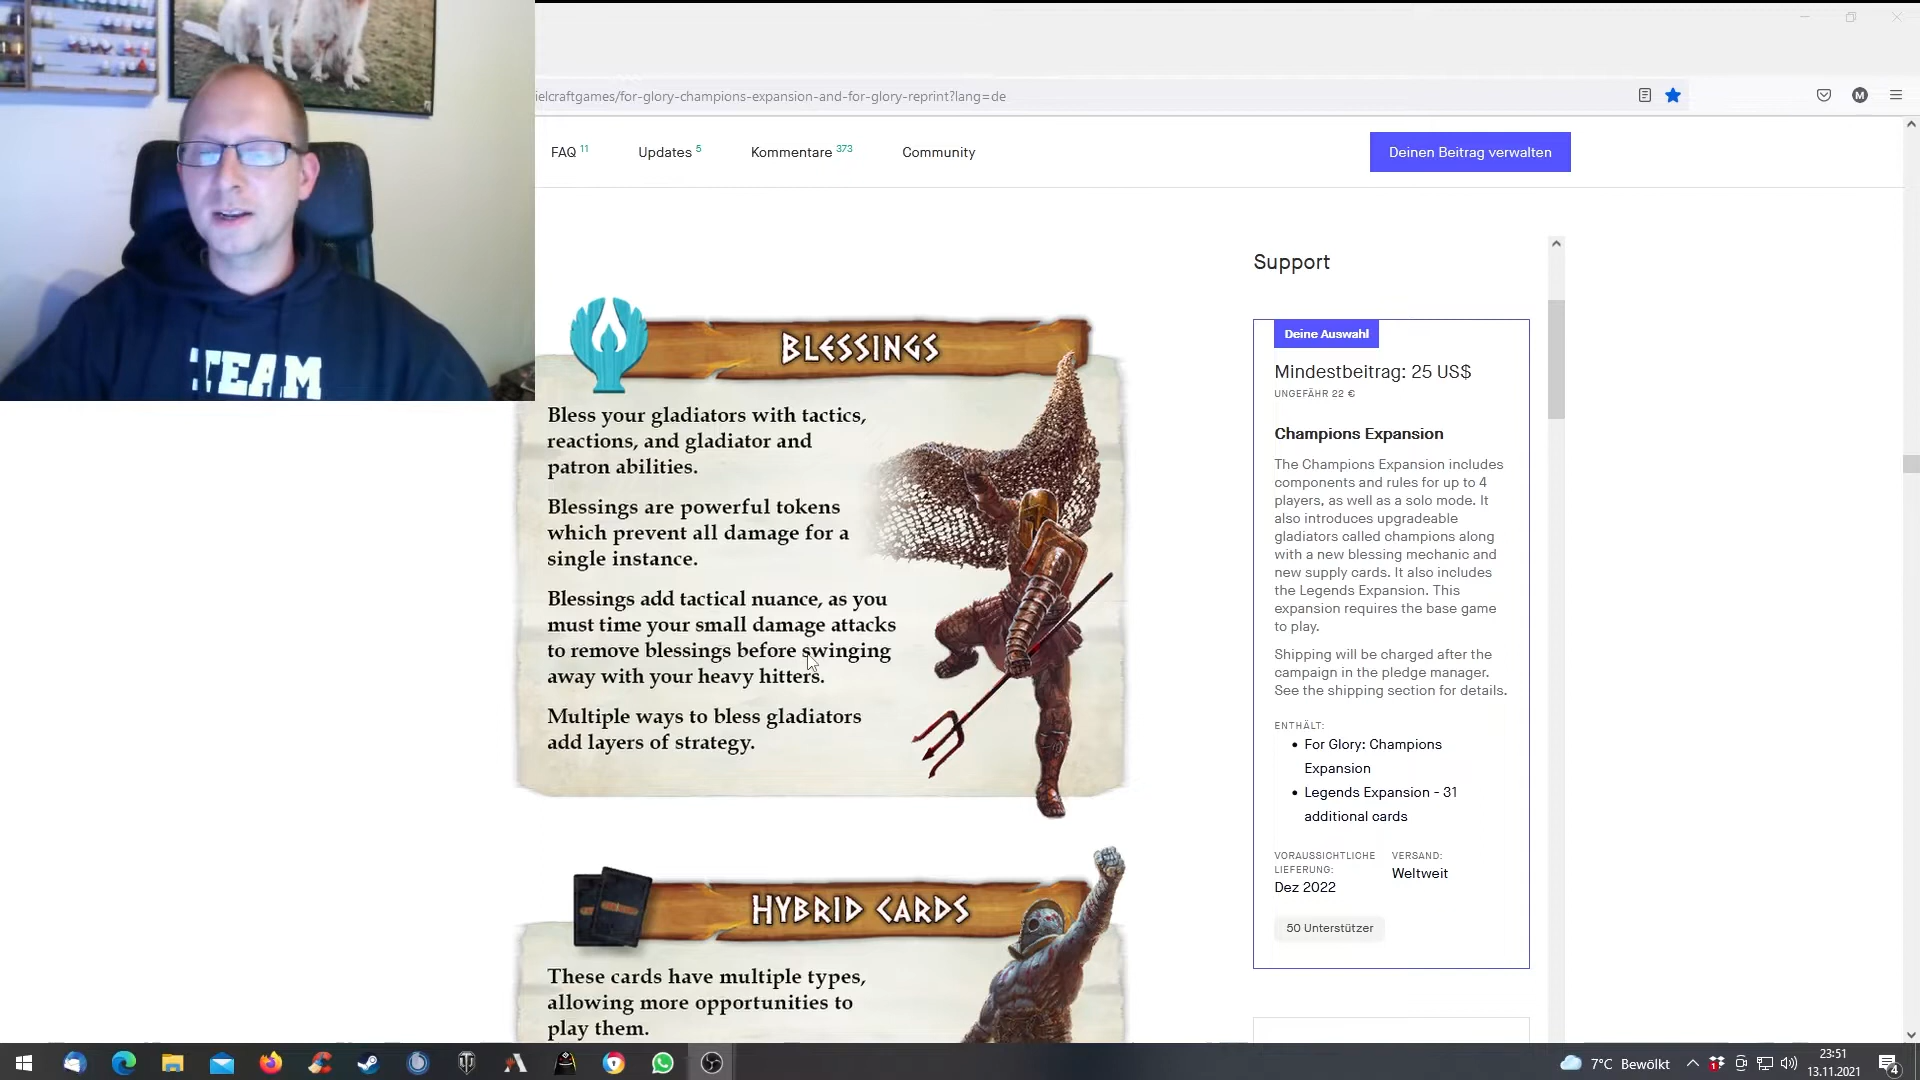 TEAM
ielcraftgames/for-glory-champions-expansion-and-for-glory-reprint?lang=de
M
FAQ 11
Updates 5
Kommentare 373
Community
Deinen Beitrag verwalten
BLESSINGS
Bless your gladiators with tactics,
reactions, and gladiator and
patron abilities.
Blessings are powerful tokens
which prevent all damage for a
single instance.
Blessings add tactical nuance, as you
must time your small damage attacks
to remove blessings before swinging
away with your heavy hitters.
Multiple ways to bless gladiators
add layers of strategy.
HYBRID CARDS
These cards have multiple types,
allowing more opportunities to
play them.
Support
Deine Auswahl
Mindestbeitrag: 25 US$
UNGEFÄHR 22 €
Champions Expansion
The Champions Expansion includes
components and rules for up to 4
players, as well as a solo mode. It
also introduces upgradeable
gladiators called champions along
with a new blessing mechanic and
new supply cards. It also includes
the Legends Expansion. This
expansion requires the base game
to play.
Shipping will be charged after the
campaign in the pledge manager.
See the shipping section for details.
ENTHÄLT:
• For Glory: Champions
Expansion
• Legends Expansion - 31
additional cards
VORAUSSICHTLICHE
LIEFERUNG:
Dez 2022
VERSAND:
Weltweit
50 Unterstützer
7°C Bewölkt
23:51
13.11.2021
4